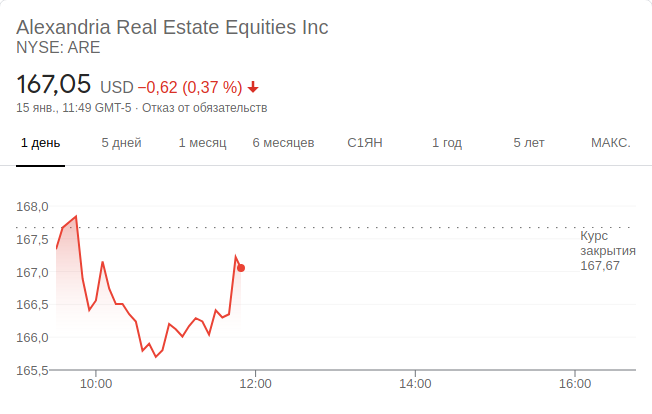 Alexandria Real Estate Equities Inc
NYSE: ARE
167,05 USD −0,62 (0,37 %)
15 янв., 11:49 GMT-5 · Отказ от обязательств
1 день 5 дней 1 месяц 6 месяцев С1ЯН 1 год 5 лет МАКС.
168,0
167,5
167,0
166,5
166,0
165,5
Курс
закрытия
167,67
10:00 12:00 14:00 16:00